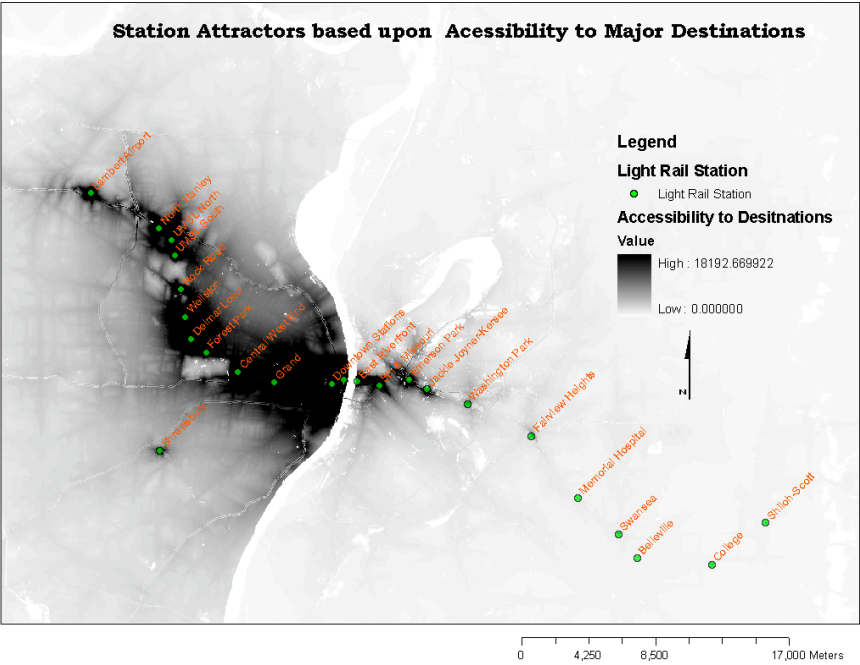 Station Attractors based upon Acessibility to Major Destinations
Legend
Light Rail Station
Light Rail Station
Accessibility to Desitnations
Value
High : 18192.669922
Low : 0.000000
N
Lambert Airport
North Hanley
UMSL North
UMSL South
Rock Road
Wellston
Delmar Loop
Forest Park
Central West End
Grand
Downtown Stations
East Riverfront
Emerson Park
Jackie Joyner-Kersee
Washington Park
Fairview Heights
Shrewsbury
Memorial Hospital
Swansea
Belleville
College
Shiloh-Scott
0 4,250 8,500 17,000 Meters